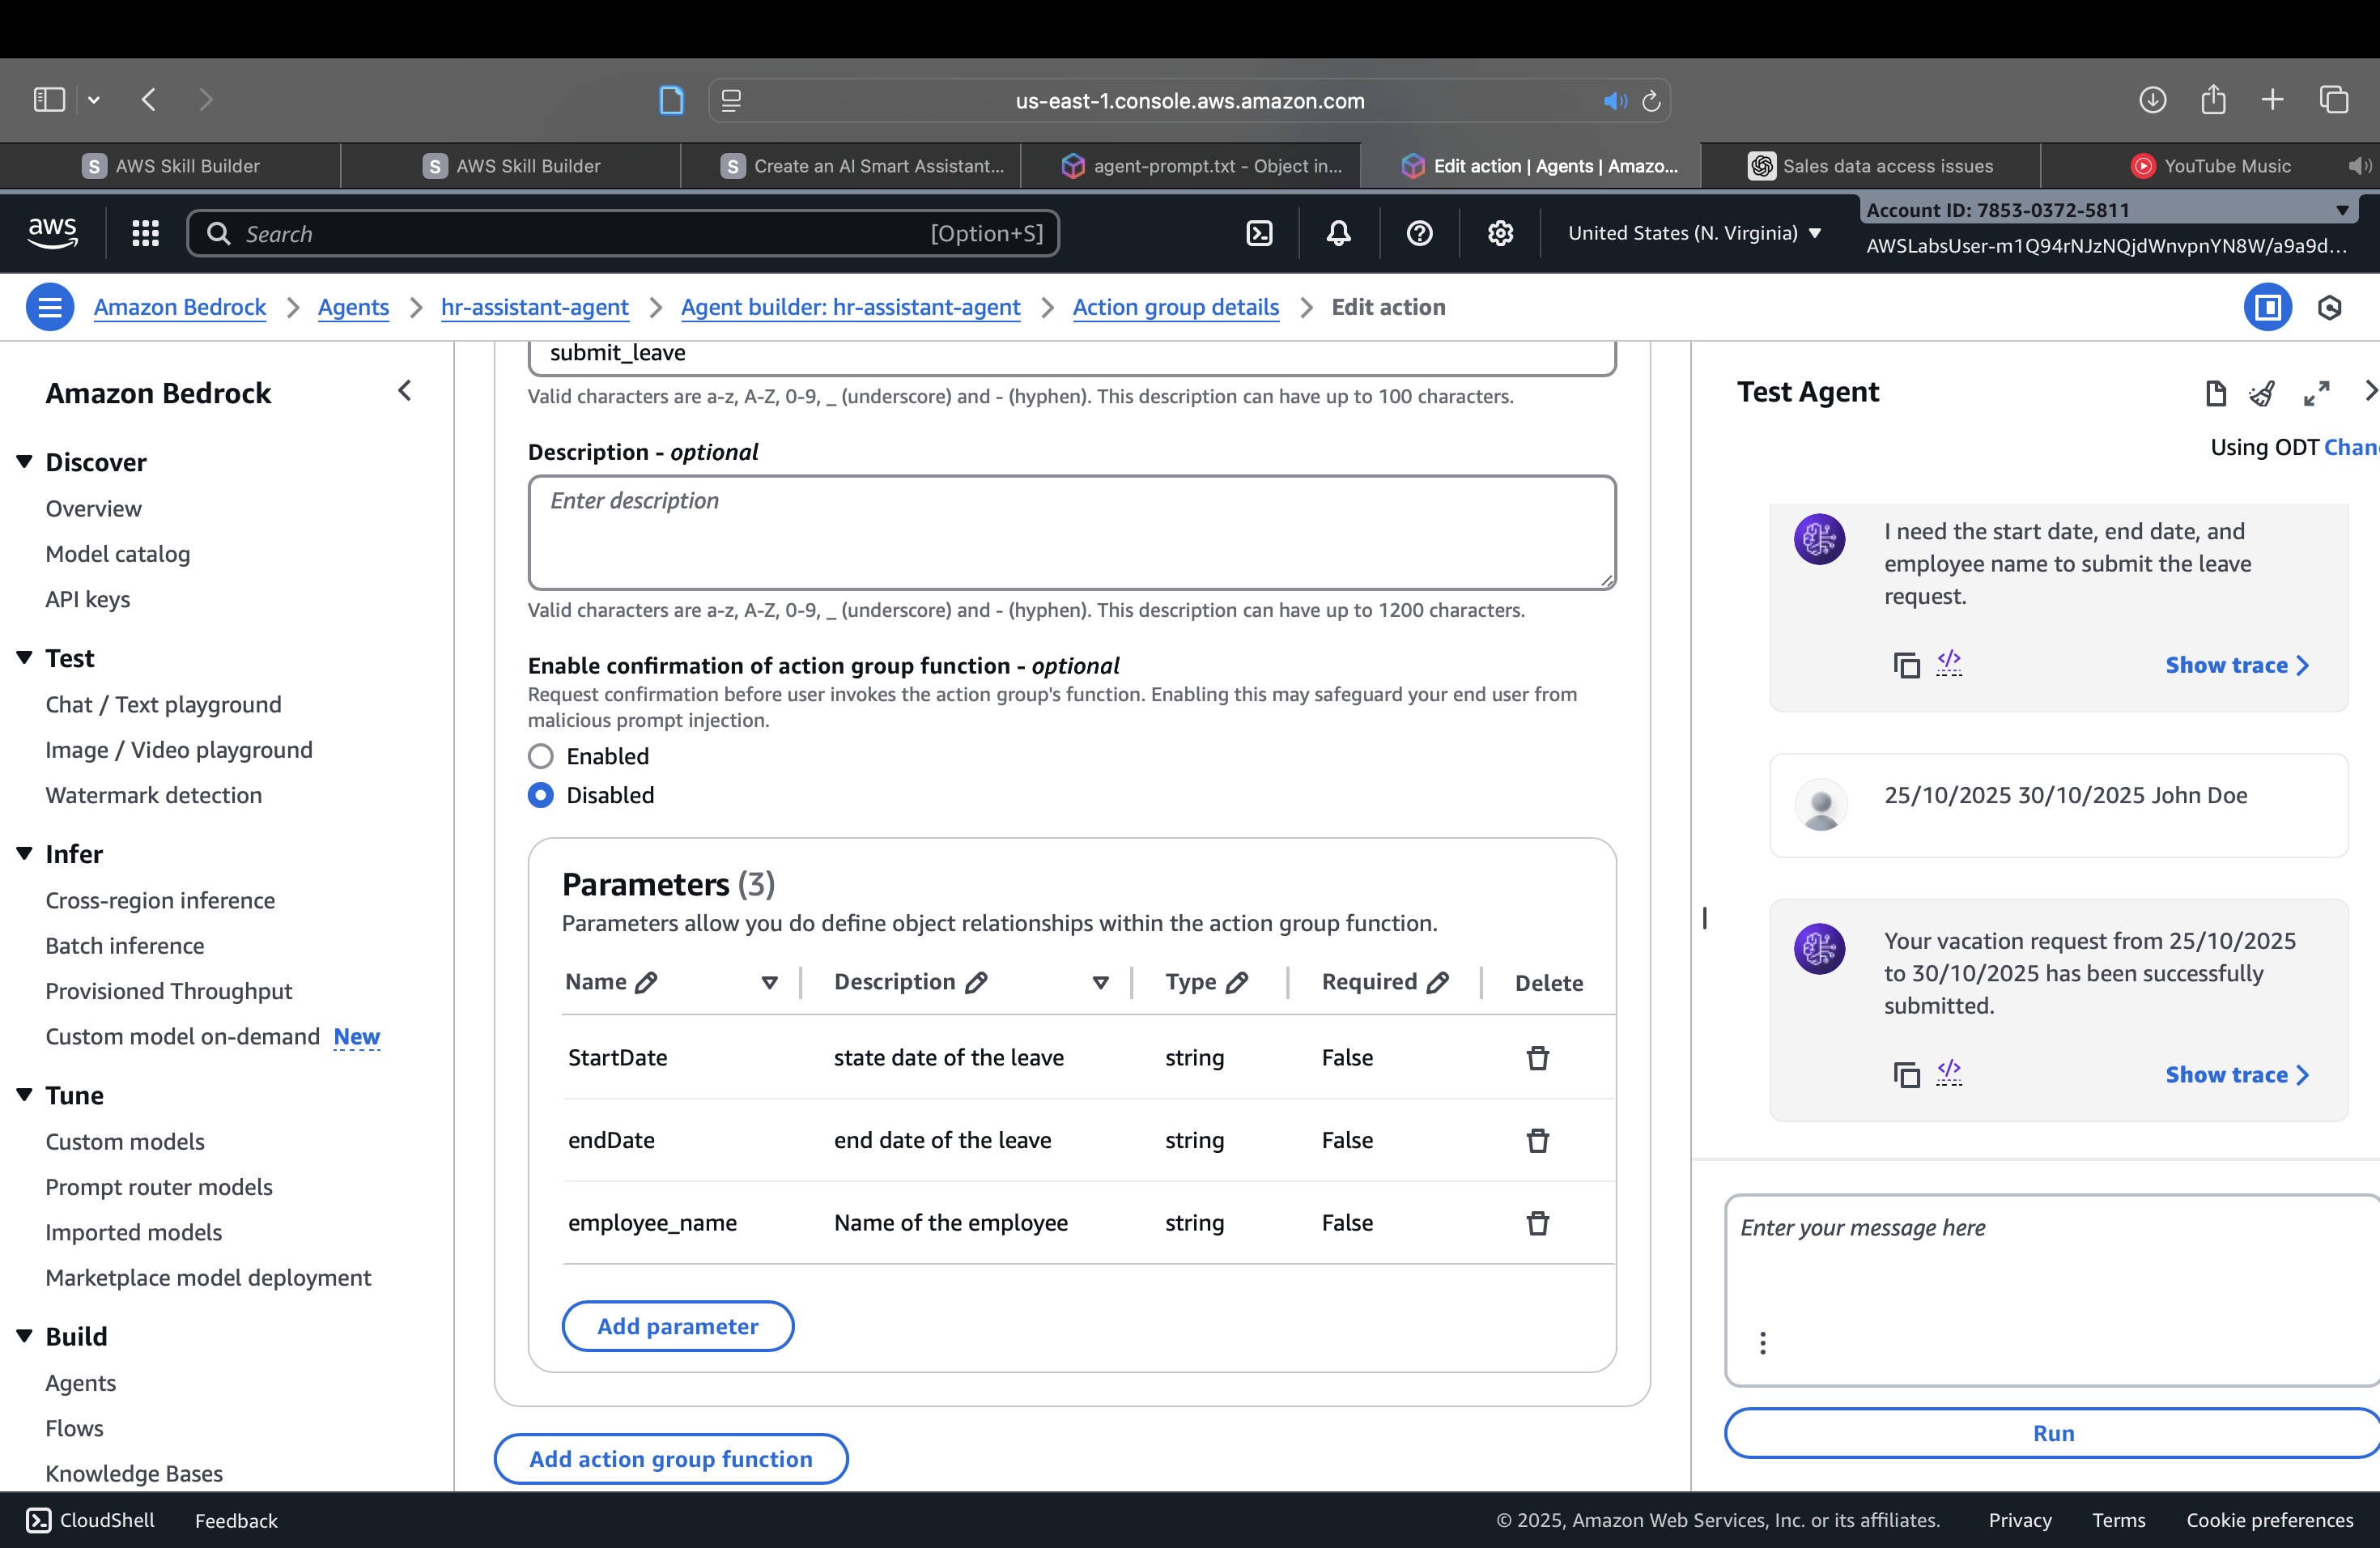 us-east-1.console.aws.amazon.com
S AWS Skill Builder
S AWS Skill Builder
S Create an AI Smart Assistant...
agent-prompt.txt - Object in...
Edit action | Agents | Amazo...
Sales data access issues
YouTube Music
aws
Search
[Option+S]
United States (N. Virginia)
Account ID: 7853-0372-5811
AWSLabsUser-m1Q94rNJzNQjdWnvpnYN8W/a9a9d...
Amazon Bedrock
Agents
hr-assistant-agent
Agent builder: hr-assistant-agent
Action group details
Edit action
Amazon Bedrock
Discover
Overview
Model catalog
API keys
Test
Chat / Text playground
Image / Video playground
Watermark detection
Infer
Cross-region inference
Batch inference
Provisioned Throughput
Custom model on-demand New
Tune
Custom models
Prompt router models
Imported models
Marketplace model deployment
Build
Agents
Flows
Knowledge Bases
submit_leave
Valid characters are a-z, A-Z, 0-9, _ (underscore) and - (hyphen). This description can have up to 100 characters.
Description - optional
Enter description
Valid characters are a-z, A-Z, 0-9, _ (underscore) and - (hyphen). This description can have up to 1200 characters.
Enable confirmation of action group function - optional
Request confirmation before user invokes the action group's function. Enabling this may safeguard your end user from
malicious prompt injection.
Enabled
Disabled
Parameters (3)
Parameters allow you do define object relationships within the action group function.
Name Description Type Required Delete
StartDate state date of the leave string False
endDate end date of the leave string False
employee_name Name of the employee string False
Add parameter
Add action group function
Test Agent
Using ODT Chan
I need the start date, end date, and
employee name to submit the leave
request.
</>
Show trace
25/10/2025 30/10/2025 John Doe
Your vacation request from 25/10/2025
to 30/10/2025 has been successfully
submitted.
</>
Show trace
Enter your message here
Run
CloudShell
Feedback
© 2025, Amazon Web Services, Inc. or its affiliates.
Privacy
Terms
Cookie preferences